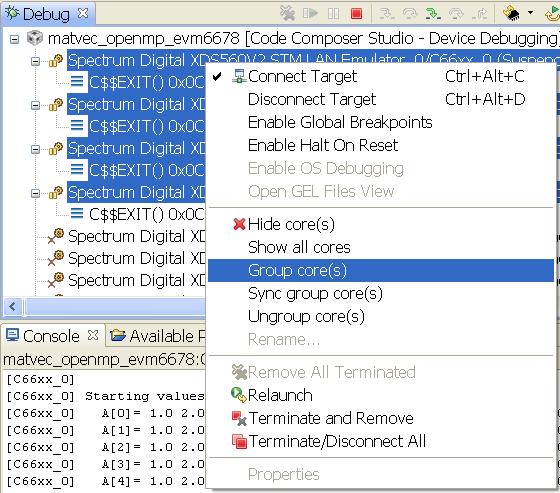 Debug
matvec_openmp_evm6678 [Code Composer Studio - Device Debugging]
Spectrum Digital XDS560V2 STM LAN Emulator_0/C66xx_0 (Suspen
C$$EXIT() 0x0C
Spectrum Digital XD
C$$EXIT() 0x0C
Spectrum Digital XD
C$$EXIT() 0x0C
Spectrum Digital XD
C$$EXIT() 0x0C
Spectrum Digital XD
Spectrum Digital XD
Spectrum Digital XD
Connect Target Ctrl+Alt+C
Disconnect Target Ctrl+Alt+D
Enable Global Breakpoints
Enable Halt On Reset
Enable OS Debugging
Open GEL Files View
Hide core(s)
Show all cores
Group core(s)
Sync group core(s)
Ungroup core(s)
Rename...
Remove All Terminated
Relaunch
Terminate and Remove
Terminate/Disconnect All
Properties
Console Available P
matvec_openmp_evm6678:C
[C66xx_0]
[C66xx_0] Starting values
[C66xx_0] A[0]= 1.0 2.0
[C66xx_0] A[1]= 1.0 2.0
[C66xx_0] A[2]= 1.0 2.0
[C66xx_0] A[3]= 1.0 2.0
[C66xx_0] A[4]= 1.0 2.0